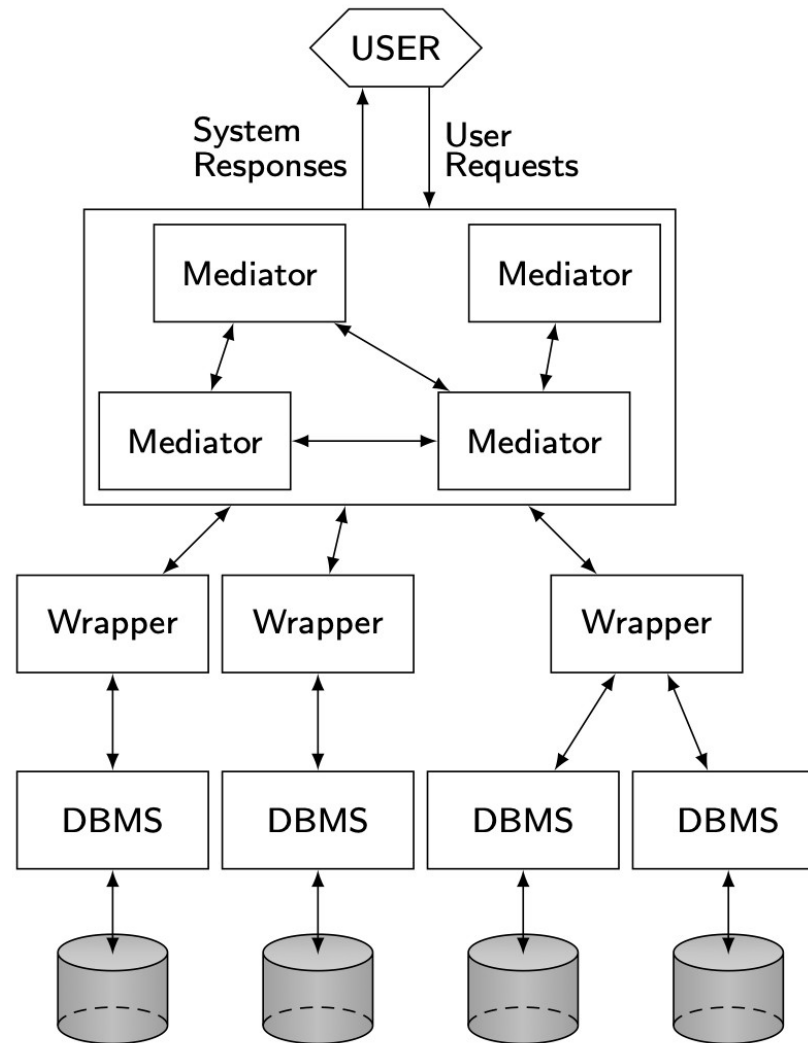 USER
System
Responses
User
Requests
Mediator
Mediator
Mediator
Mediator
Wrapper
Wrapper
Wrapper
DBMS
DBMS
DBMS
DBMS